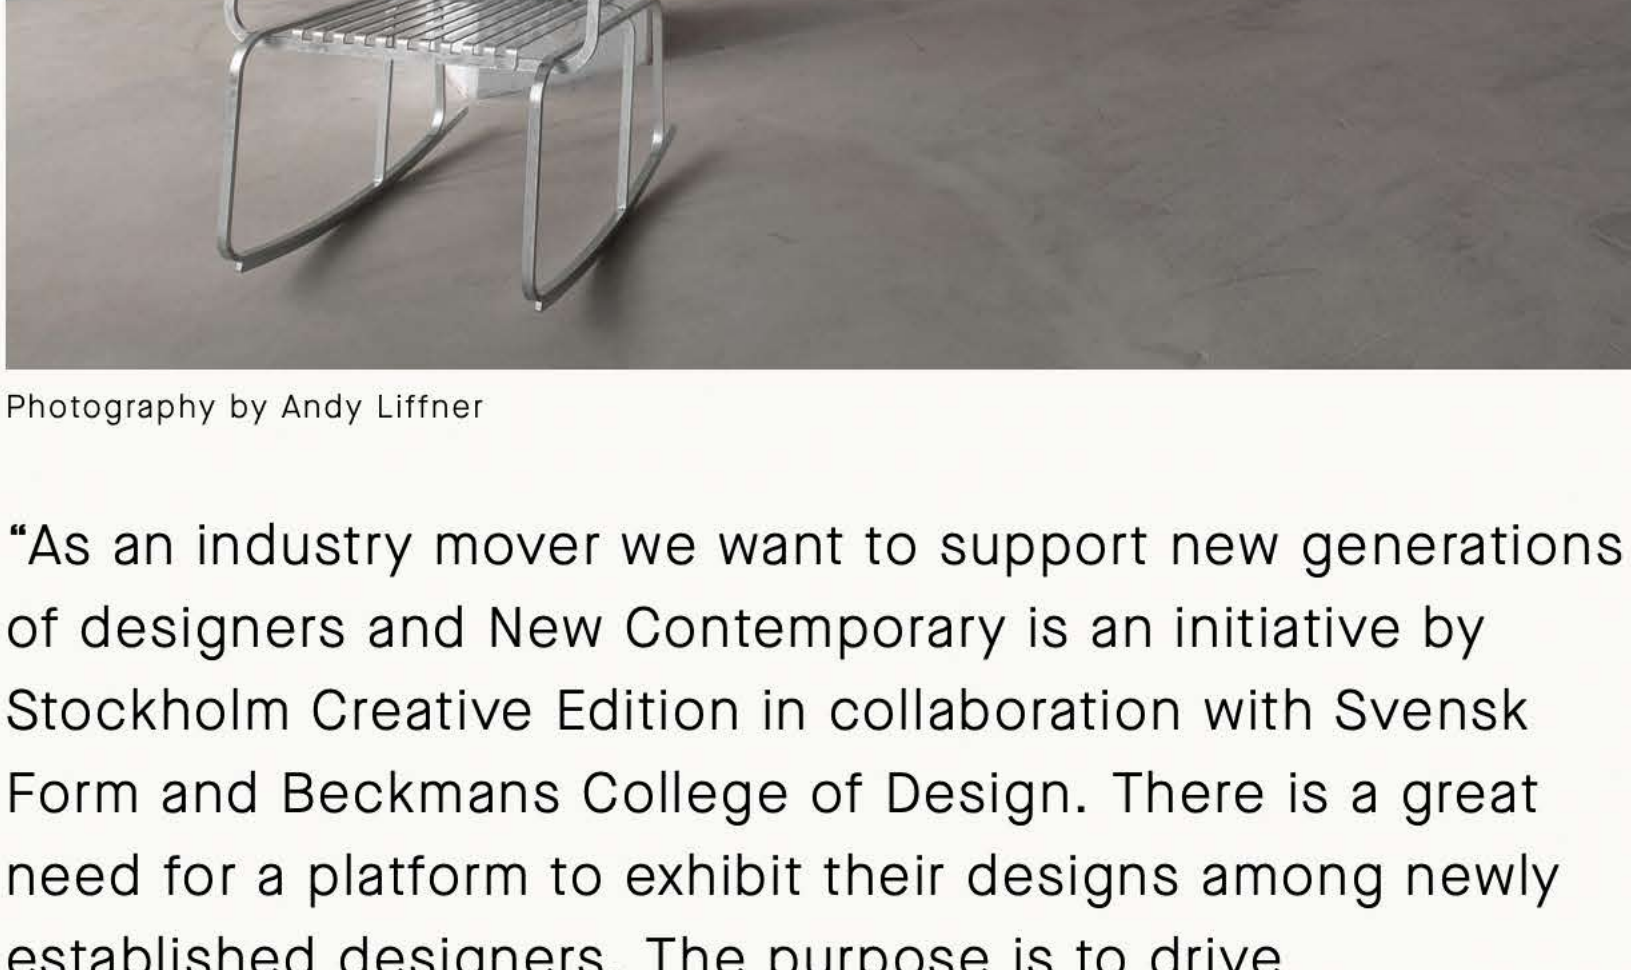 Photography by Andy Liffner
“As an industry mover we want to support new generations
of designers and New Contemporary is an initiative by
Stockholm Creative Edition in collaboration with Svensk
Form and Beckmans College of Design. There is a great
need for a platform to exhibit their designs among newly
established designers. The purpose is to drive